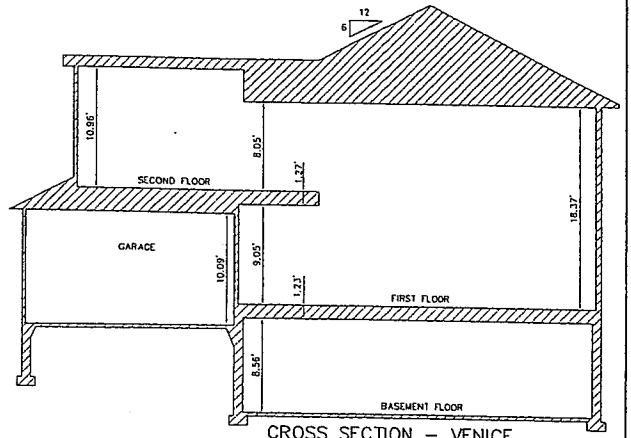 12
6
10.96'
8.05'
1.27'
SECOND FLOOR
18.37'
GARAGE
10.09'
9.05'
1.23'
FIRST FLOOR
8.56'
BASEMENT FLOOR
CROSS SECTION - VENICE